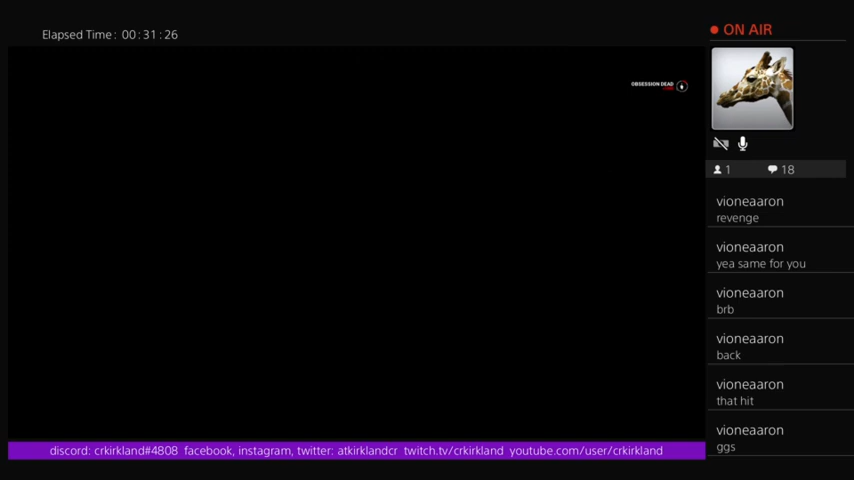 Elapsed Time: 00:31:26
ON AIR
OBSESSION DEAD
1
18
vioneaaron
revenge
vioneaaron
yea same for you
vioneaaron
brb
vioneaaron
back
vioneaaron
that hit
vioneaaron
ggs
discord: crkirkland#4808 facebook, instagram, twitter: atkirklandcr twitch.tv/crkirkland youtube.com/user/crkirkland